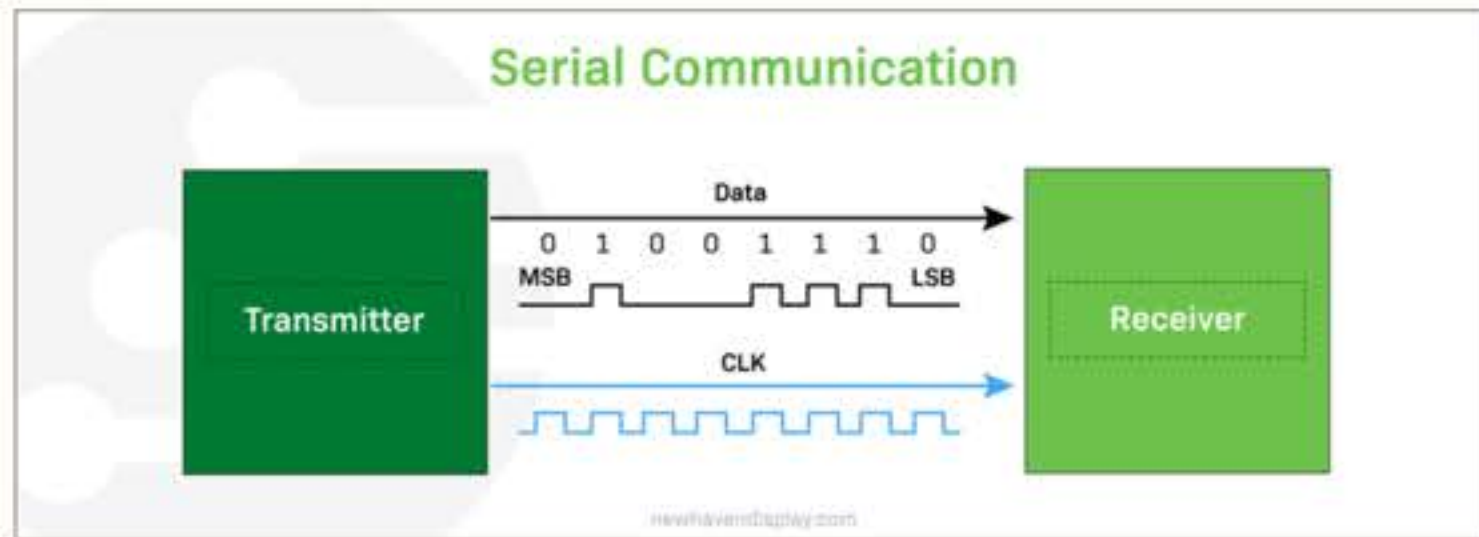 Serial Communication
Data
0 1 0 0 1 1 1 0
MSB LSB
Transmitter
Receiver
CLK
newhavendisplay.com